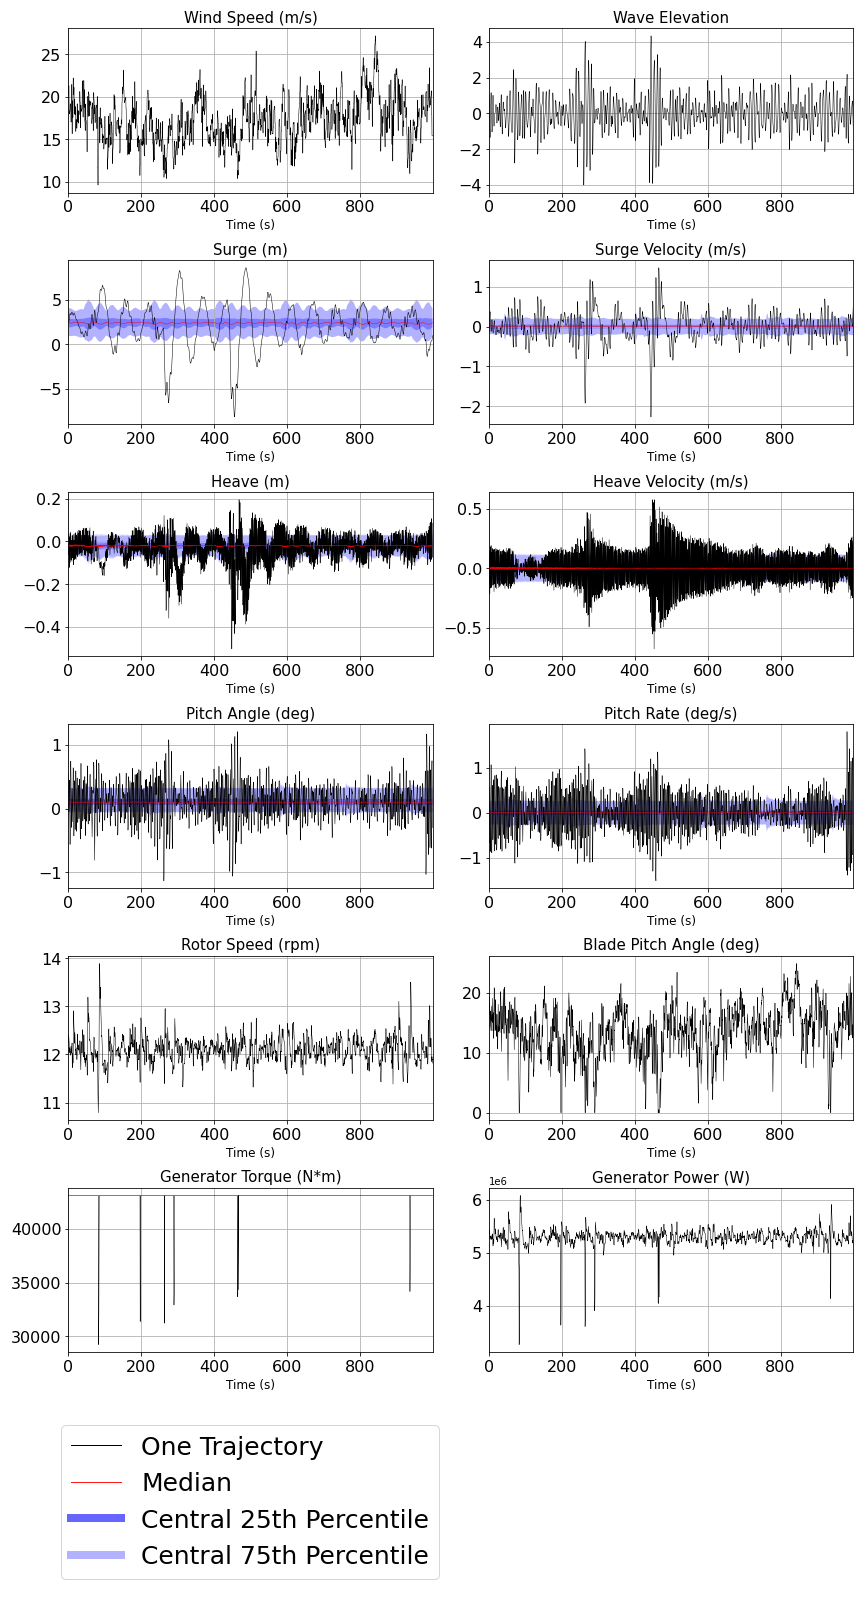 Wind Speed (m/s)
25
20
15
10
0 200 400 600 800
Time (s)
Wave Elevation
4
2
0
−2
−4
0 200 400 600 800
Time (s)
Surge (m)
5
0
−5
0 200 400 600 800
Time (s)
Surge Velocity (m/s)
1
0
−1
−2
0 200 400 600 800
Time (s)
Heave (m)
0.2
0.0
−0.2
−0.4
0 200 400 600 800
Time (s)
Heave Velocity (m/s)
0.5
0.0
−0.5
0 200 400 600 800
Time (s)
Pitch Angle (deg)
1
0
−1
0 200 400 600 800
Time (s)
Pitch Rate (deg/s)
1
0
−1
0 200 400 600 800
Time (s)
Rotor Speed (rpm)
14
13
12
11
0 200 400 600 800
Time (s)
Blade Pitch Angle (deg)
20
10
0
0 200 400 600 800
Time (s)
Generator Torque (N*m)
40000
35000
30000
0 200 400 600 800
Time (s)
Generator Power (W)
1e6
6
5
4
0 200 400 600 800
Time (s)
One Trajectory
Median
Central 25th Percentile
Central 75th Percentile